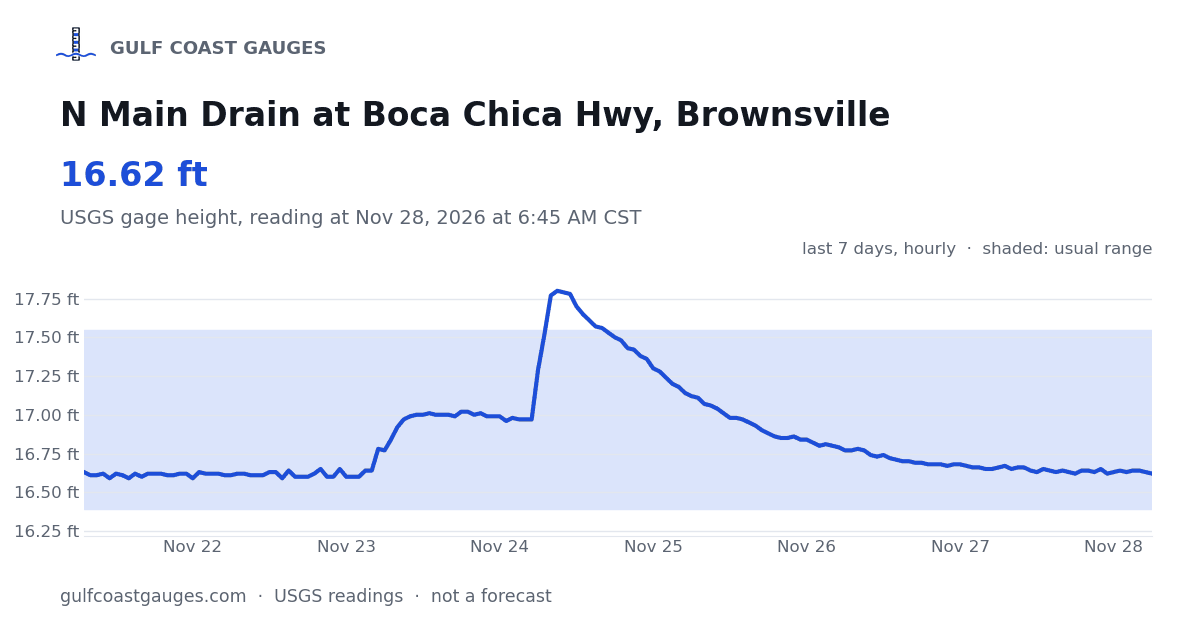 GULF COAST GAUGES
N Main Drain at Boca Chica Hwy, Brownsville
16.62 ft
USGS gage height, reading at Nov 28, 2026 at 6:45 AM CST
last 7 days, hourly · shaded: usual range
17.75 ft
17.50 ft
17.25 ft
17.00 ft
16.75 ft
16.50 ft
16.25 ft
Nov 22 Nov 23 Nov 24 Nov 25 Nov 26 Nov 27 Nov 28
gulfcoastgauges.com · USGS readings · not a forecast